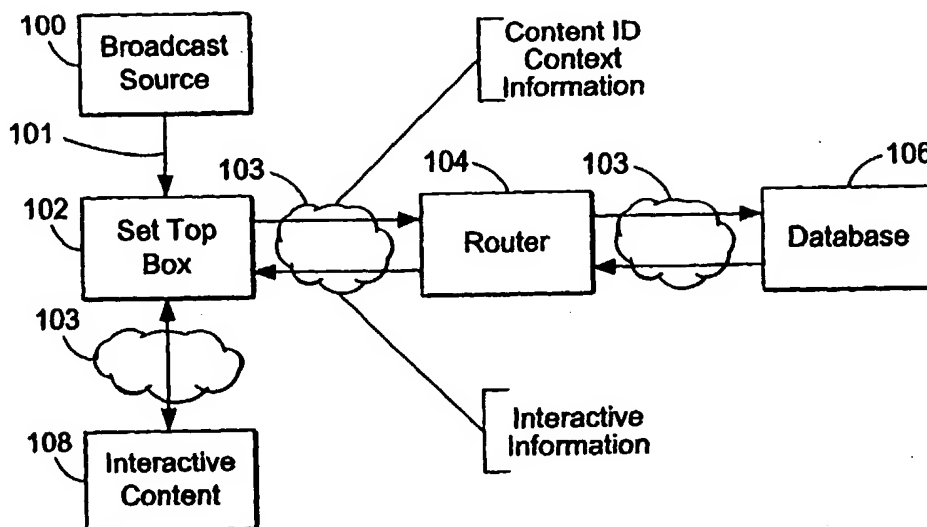 100
Broadcast
Source
Content ID
Context
Information
101
103
104
103
106
102
Set Top
Box
Router
Database
103
108
Interactive
Content
Interactive
Information